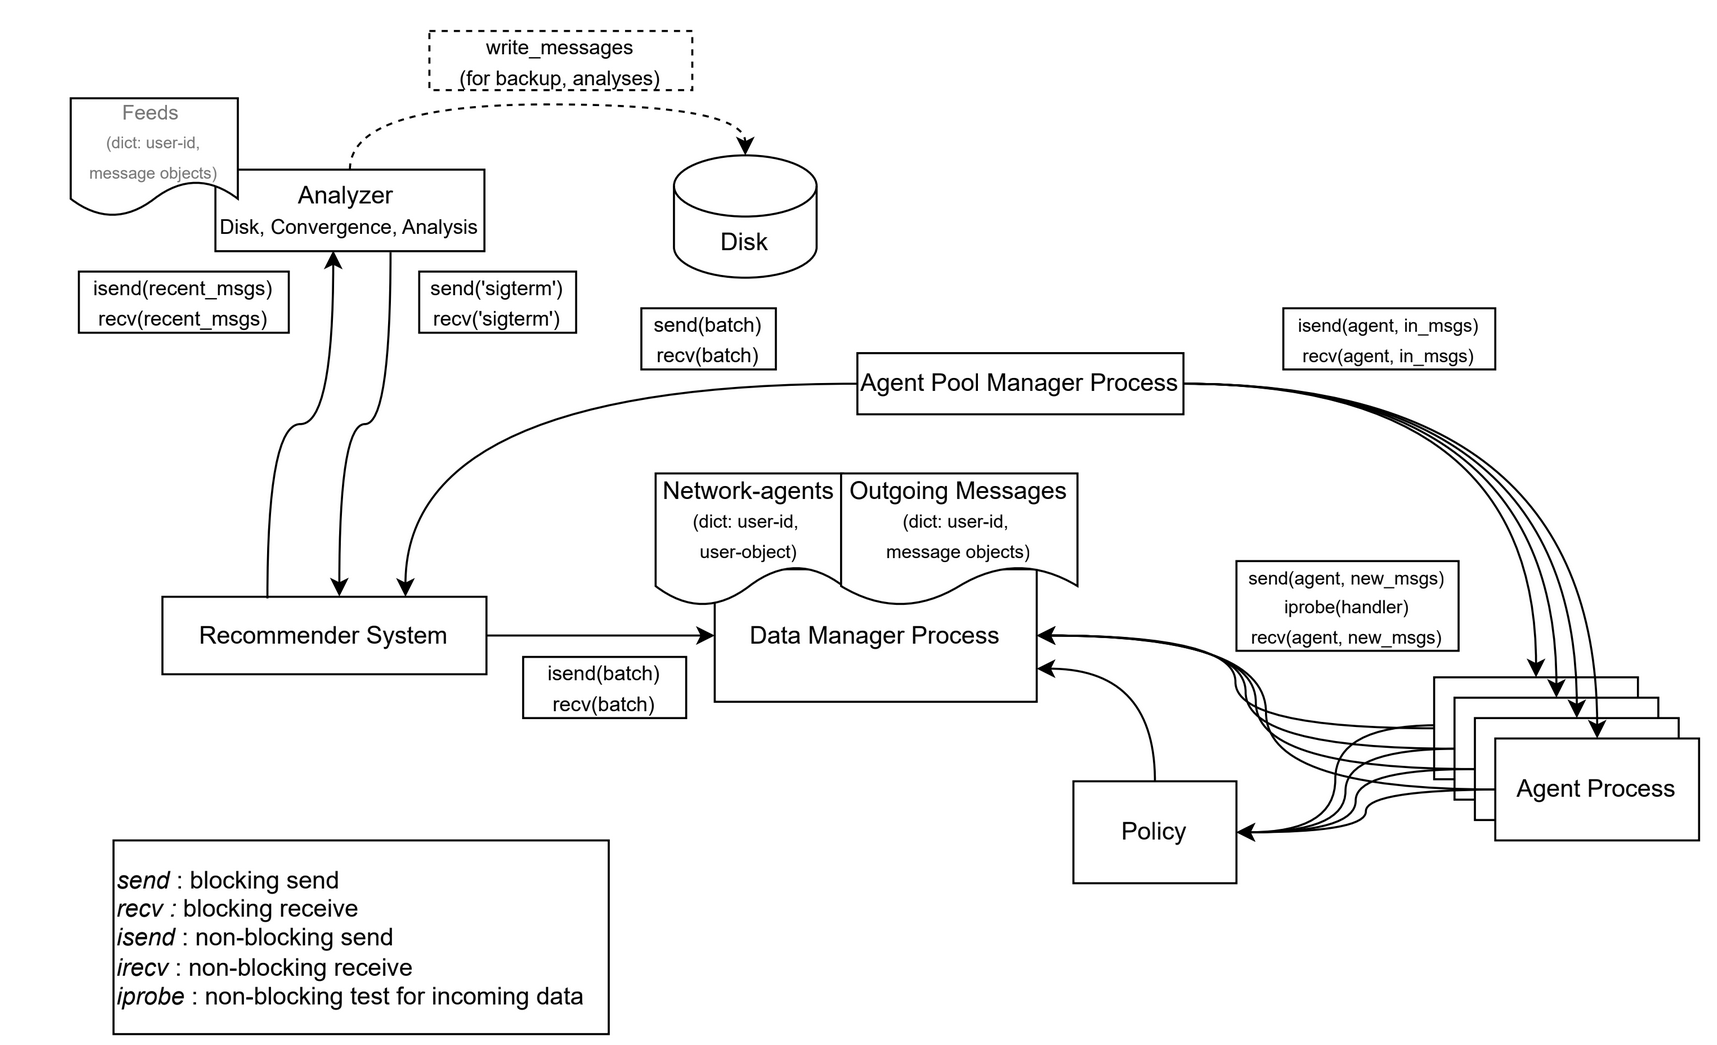 write_messages
(for backup, analyses)
Feeds
(dict: user-id,
message objects)
Analyzer
Disk, Convergence, Analysis
Disk
isend(recent_msgs)
recv(recent_msgs)
send('sigterm')
recv('sigterm')
send(batch)
recv(batch)
isend(agent, in_msgs)
recv(agent, in_msgs)
Agent Pool Manager Process
Network-agents
(dict: user-id,
user-object)
Outgoing Messages
(dict: user-id,
message objects)
send(agent, new_msgs)
iprobe(handler)
recv(agent, new_msgs)
Recommender System
Data Manager Process
isend(batch)
recv(batch)
Agent Process
Policy
send : blocking send
recv : blocking receive
isend : non-blocking send
irecv : non-blocking receive
iprobe : non-blocking test for incoming data